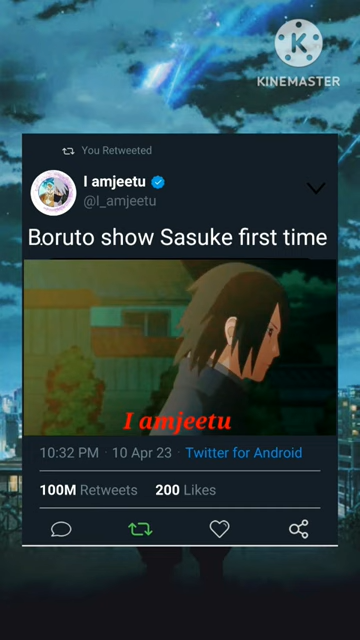 KINEMASTER
You Retweeted
I amjeetu
@I_amjeetu
Boruto show Sasuke first time
I amjeetu
10:32 PM · 10 Apr 23 · Twitter for Android
100M Retweets 200 Likes